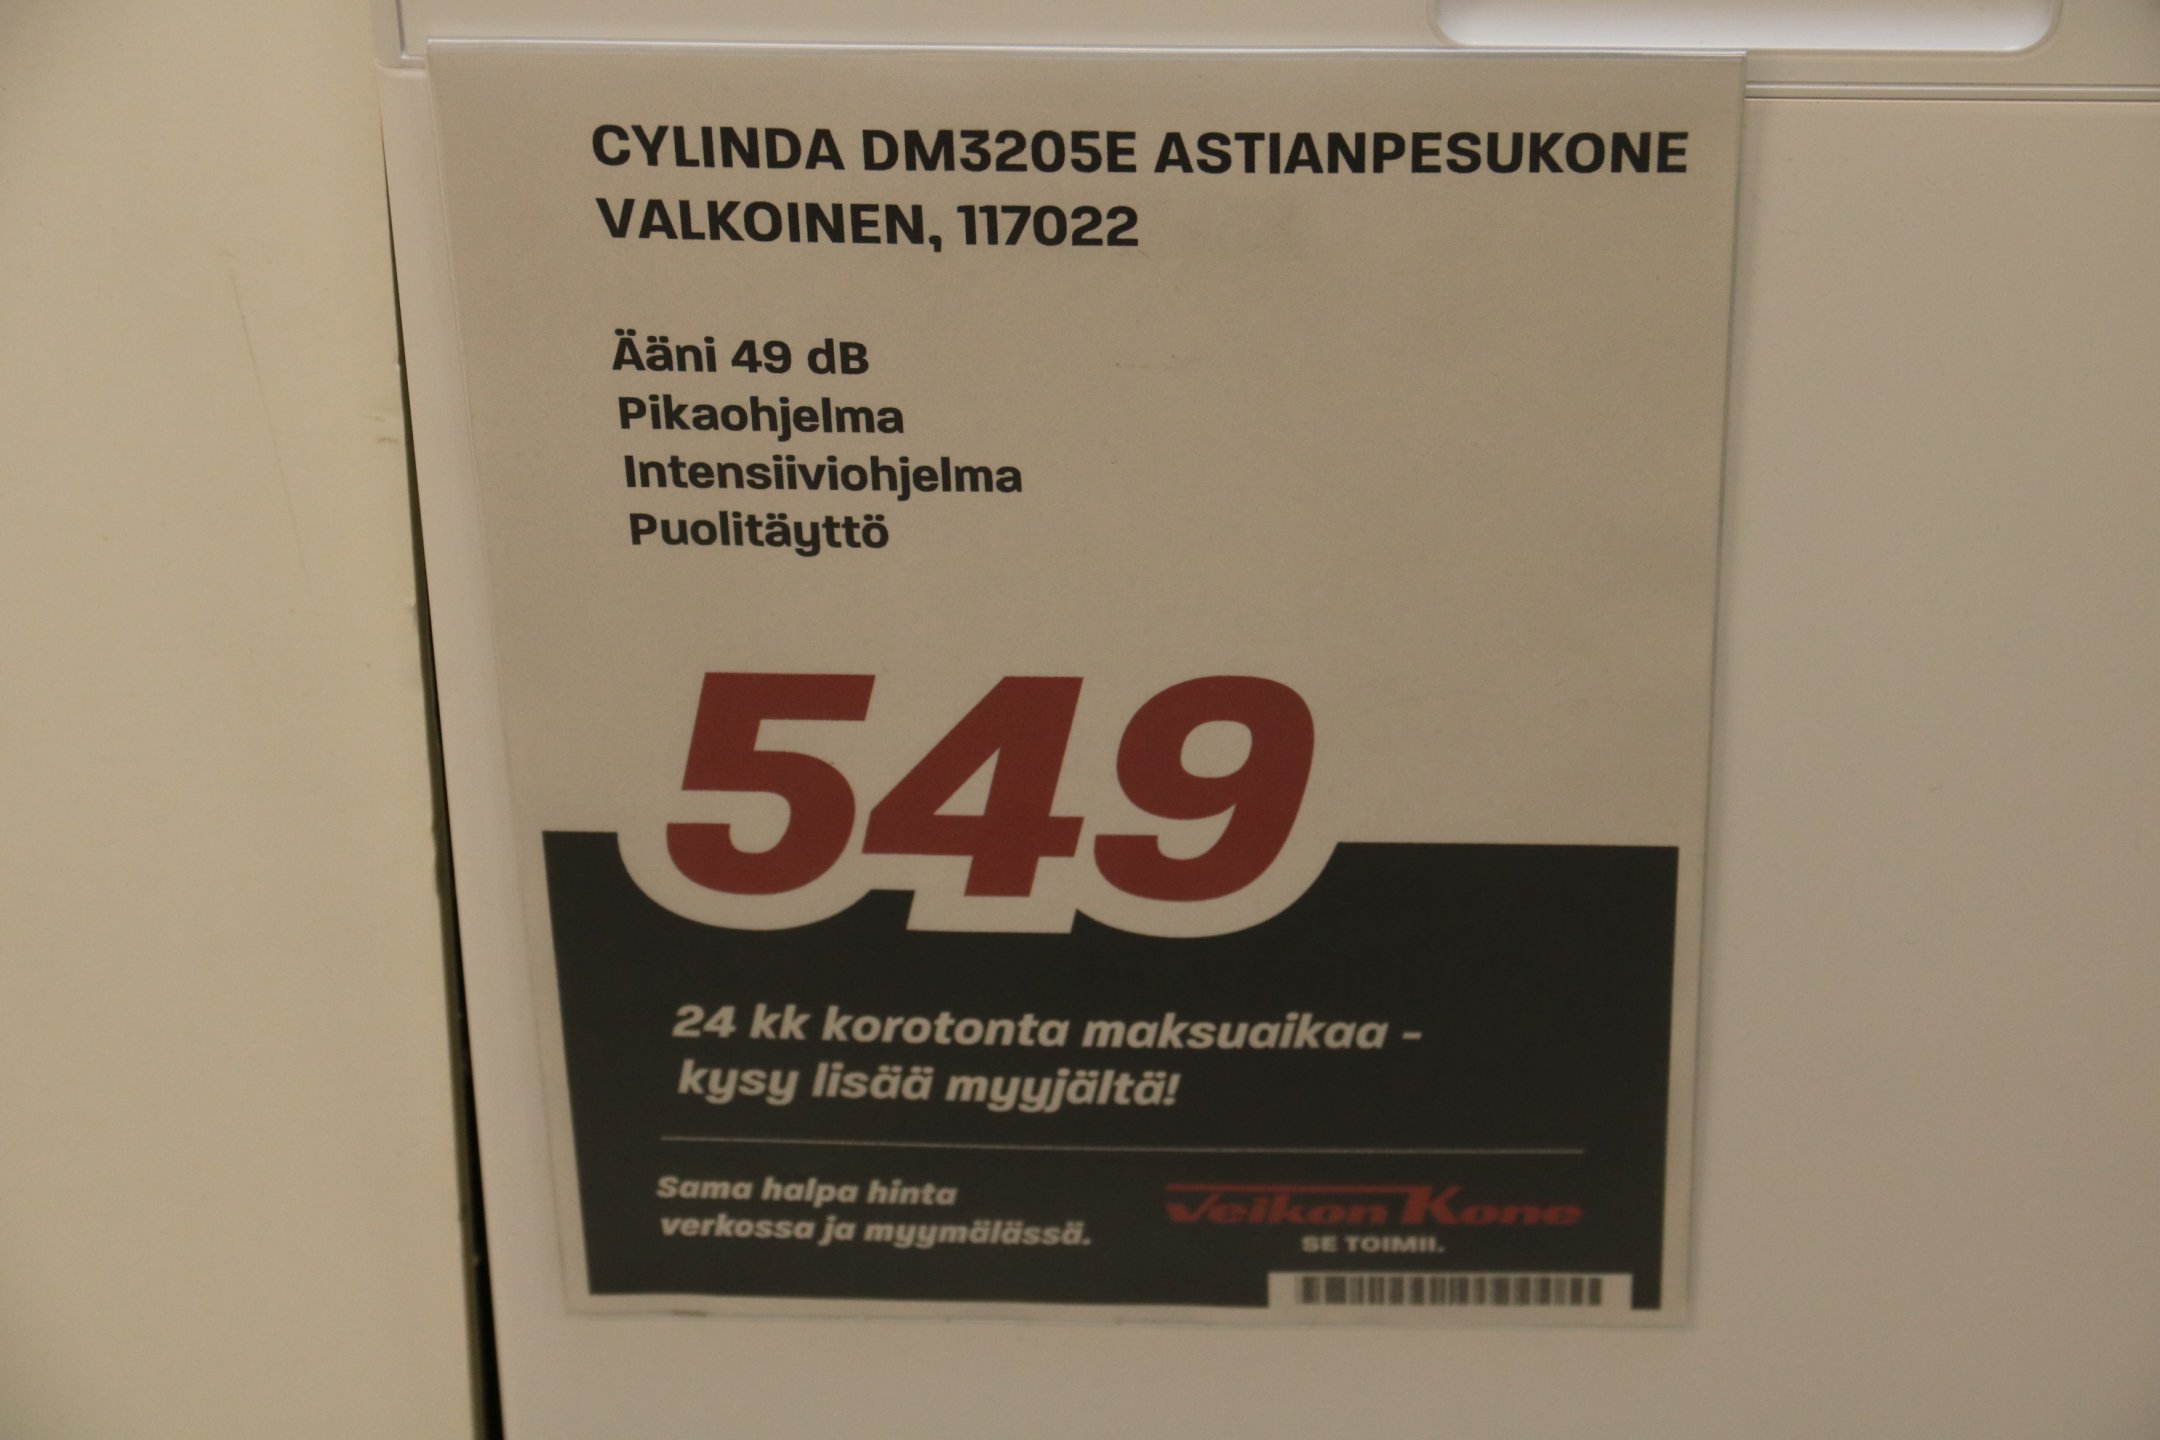 CYLINDA DM3205E ASTIANPESUKONE
VALKOINEN, 117022
Ääni 49 dB
Pikaohjelma
Intensiiviohjelma
Puolitäyttö
549
24 kk korotonta maksuaikaa -
kysy lisää myyjältä!
Sama halpa hinta
verkossa ja myymälässä.
Veikon Kone
SE TOIMII.